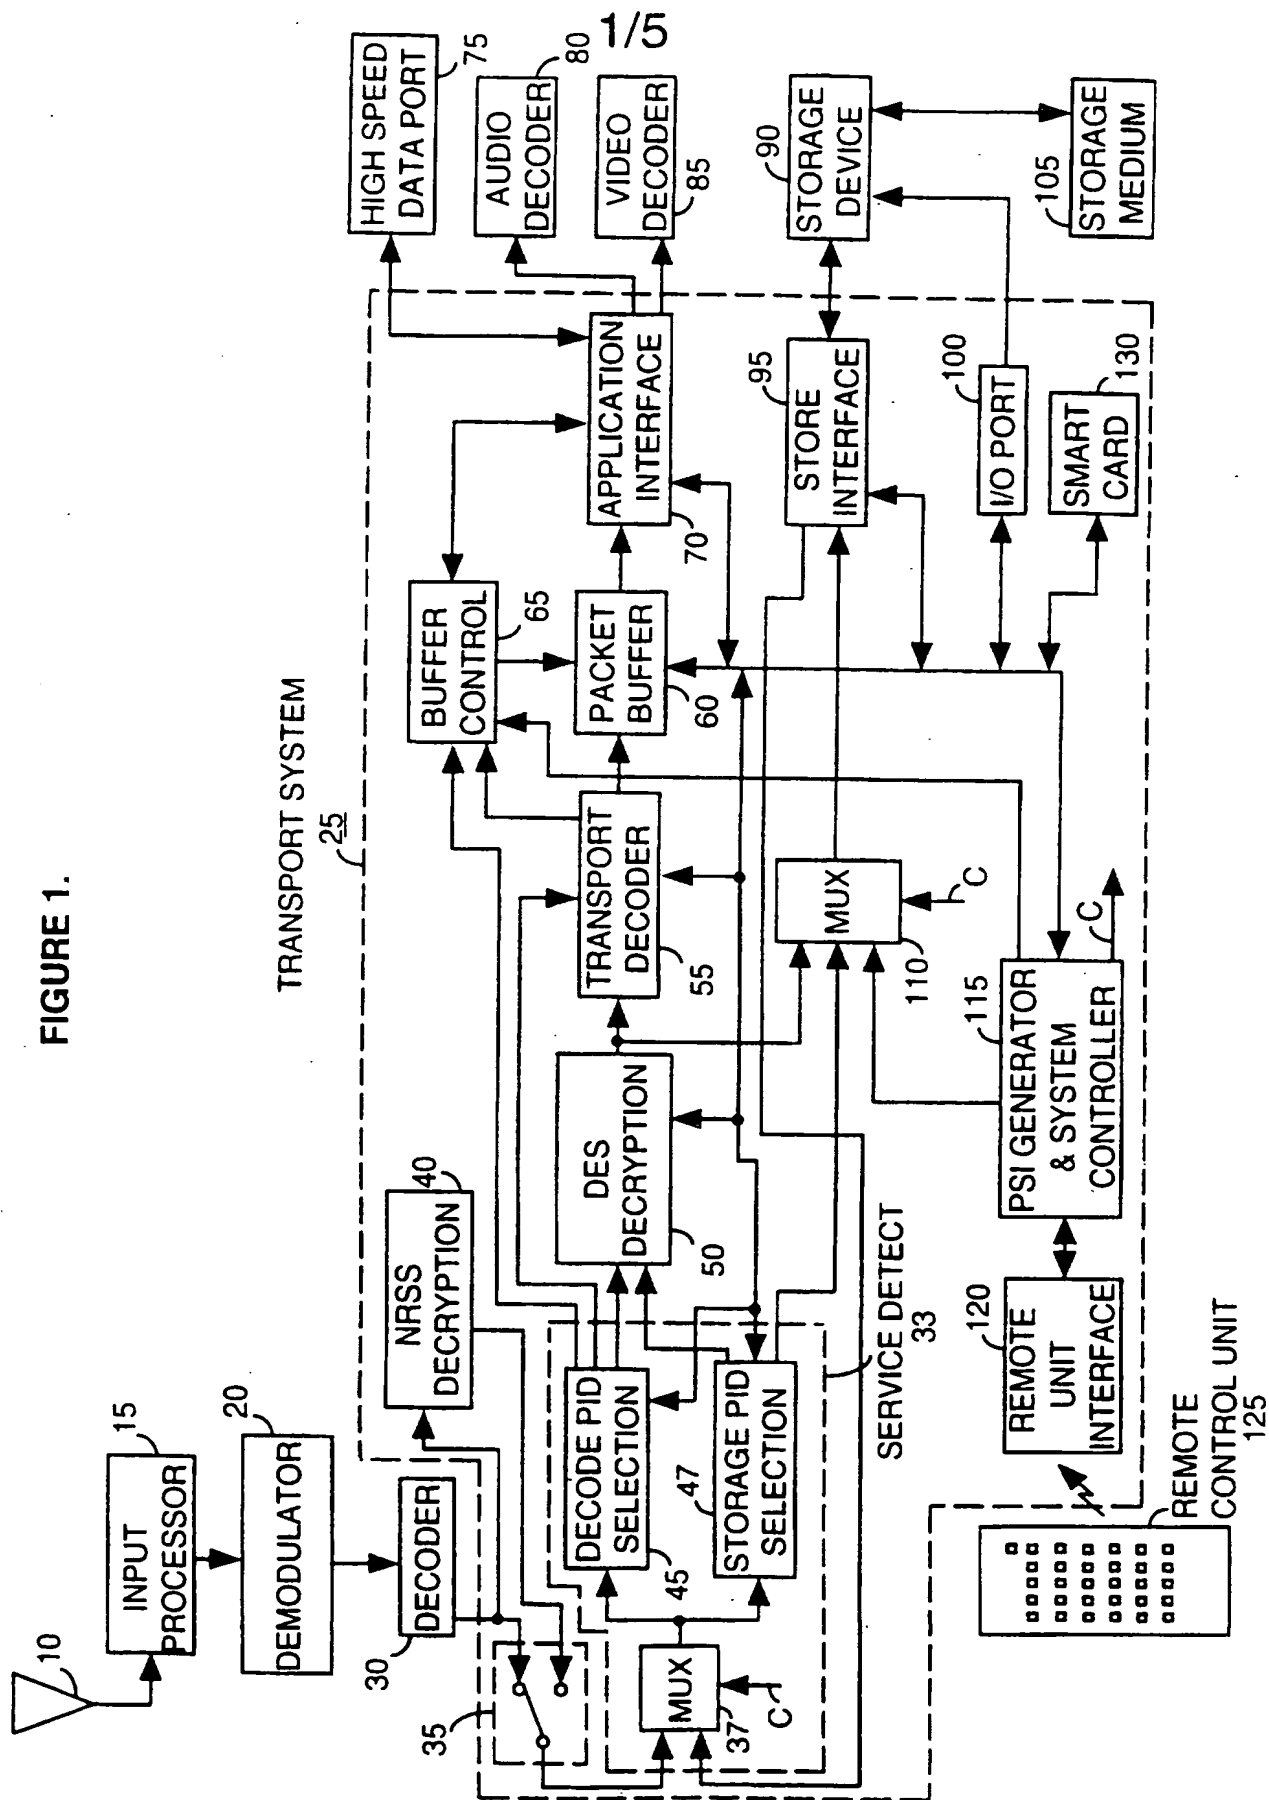 1/5
FIGURE 1.
TRANSPORT SYSTEM
25
10
INPUT
PROCESSOR
15
DEMODULATOR
20
DECODER
30
35
NRSS
DECRYPTION
40
MUX
37
C
DECODE PID
SELECTION
45
STORAGE PID
SELECTION
47
SERVICE DETECT
33
DES
DECRYPTION
50
TRANSPORT
DECODER
55
BUFFER
CONTROL
65
PACKET
BUFFER
60
APPLICATION
INTERFACE
70
HIGH SPEED
DATA PORT
75
AUDIO
DECODER
80
VIDEO
DECODER
85
STORAGE
DEVICE
90
STORE
INTERFACE
95
I/O PORT
100
STORAGE
MEDIUM
105
SMART
CARD
130
MUX
110
C
PSI GENERATOR
& SYSTEM
CONTROLLER
115
C
REMOTE
UNIT
INTERFACE
120
REMOTE
CONTROL UNIT
125